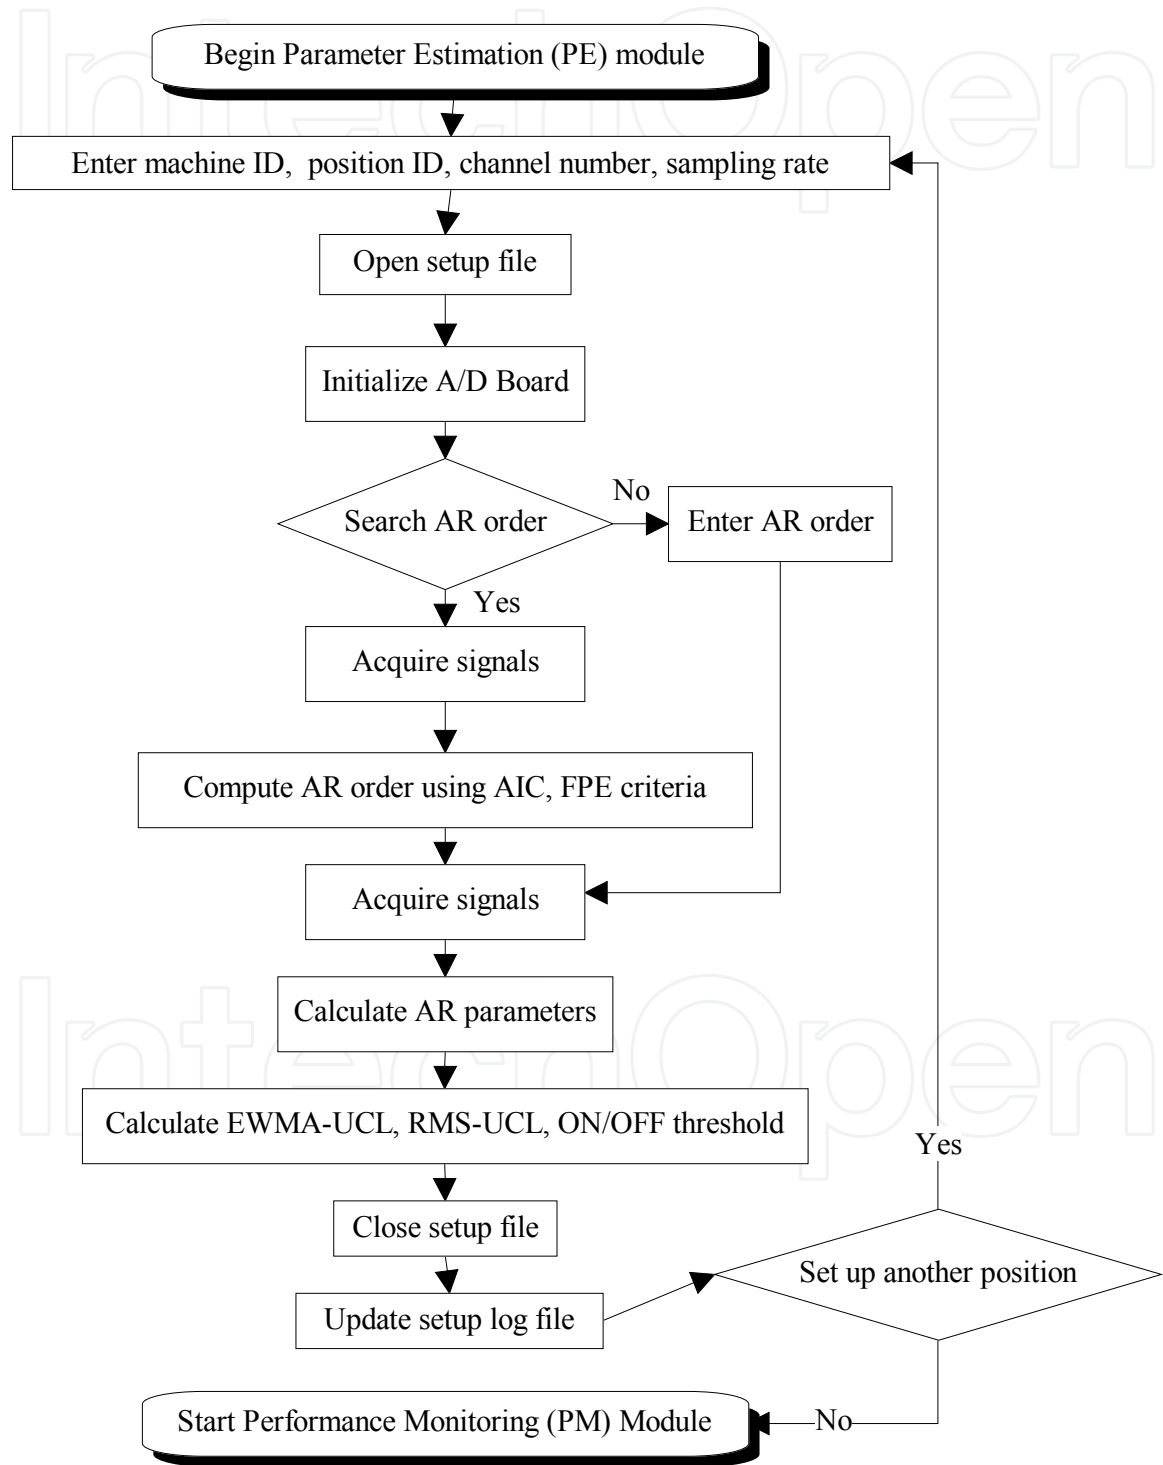 IntechOpen
Begin Parameter Estimation (PE) module
Enter machine ID,  position ID, channel number, sampling rate
Open setup file
Initialize A/D Board
Search AR order
No
Enter AR order
Yes
Acquire signals
Compute AR order using AIC, FPE criteria
Acquire signals
Calculate AR parameters
IntechOpen
Calculate EWMA-UCL, RMS-UCL, ON/OFF threshold
Yes
Close setup file
Set up another position
Update setup log file
Start Performance Monitoring (PM) Module
No